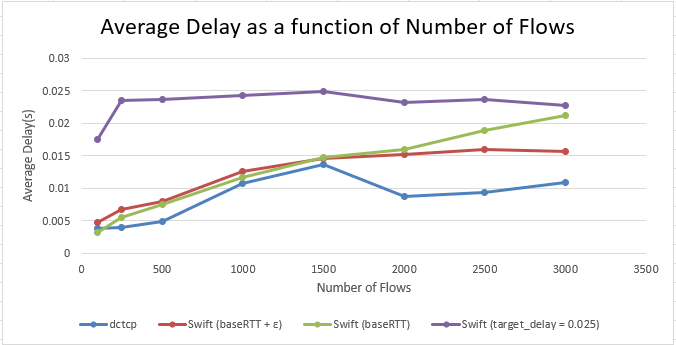 Average Delay as a function of Number of Flows
0.03
0.025
0.02
0.015
0.01
0.005
0
Average Delay(s)
0 500 1000 1500 2000 2500 3000 3500
Number of Flows
dctcp Swift (baseRTT + ε) Swift (baseRTT) Swift (target_delay = 0.025)